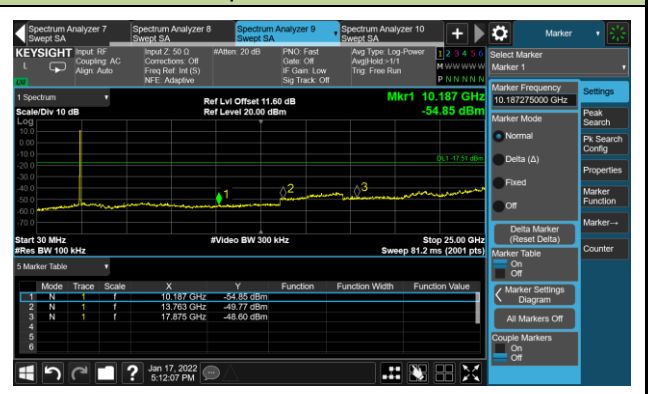 Spectrum Analyzer 7
Swept SA
Spectrum Analyzer 8
Swept SA
Spectrum Analyzer 9
Swept SA
Spectrum Analyzer 10
Swept SA
+
Marker
KEYSIGHT
L
Input: RF
Coupling: AC
Align: Auto
Input Z: 50 Ω
Corrections: Off
Freq Ref: Int (S)
NFE: Adaptive
#Atten: 20 dB
PNO: Fast
Gate: Off
IF Gain: Low
Sig Track: Off
Avg Type: Log-Power
Avg|Hold:>1/1
Trig: Free Run
1 2 3 4 5 6
M W W W W W
P N N N N N
Select Marker
Marker 1
1 Spectrum
Scale/Div 10 dB
Ref Lvl Offset 11.60 dB
Ref Level 20.00 dBm
Mkr1 10.187 GHz
-54.85 dBm
Log
10.0
0.00
-10.0
-20.0
-30.0
-40.0
-50.0
-60.0
-70.0
DL1 -17.51 dBm
1
2
3
Start 30 MHz
#Res BW 100 kHz
#Video BW 300 kHz
Stop 25.00 GHz
Sweep 81.2 ms (2001 pts)
5 Marker Table
Mode Trace Scale X Y Function Function Width Function Value
1 N 1 f 10.187 GHz -54.85 dBm
2 N 1 f 13.763 GHz -49.77 dBm
3 N 1 f 17.875 GHz -48.60 dBm
4
5
6
Marker Frequency
10.187275000 GHz
Marker Mode
Normal
Delta (Δ)
Fixed
Off
Delta Marker
(Reset Delta)
Marker Table
On
Off
Marker Settings
Diagram
All Markers Off
Couple Markers
On
Off
Settings
Peak
Search
Pk Search
Config
Properties
Marker
Function
Marker→
Counter
?
Jan 17, 2022
5:12:07 PM